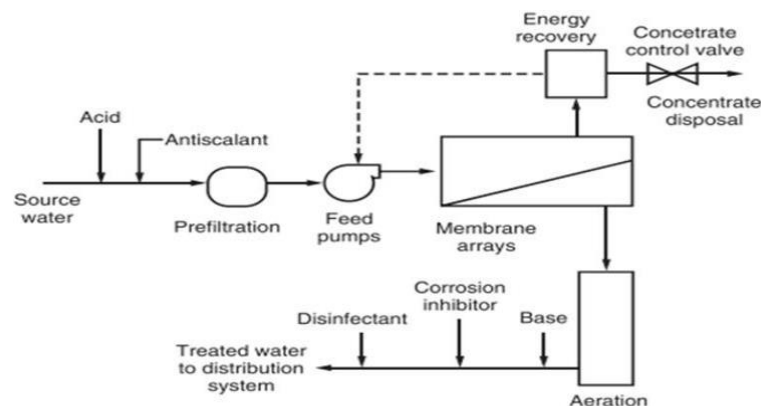 Energy
recovery
Concetrate
control valve
Concentrate
disposal
Acid
Antiscalant
Source
water
Prefiltration
Feed
pumps
Membrane
arrays
Corrosion
inhibitor
Disinfectant
Base
Treated water
to distribution
system
Aeration